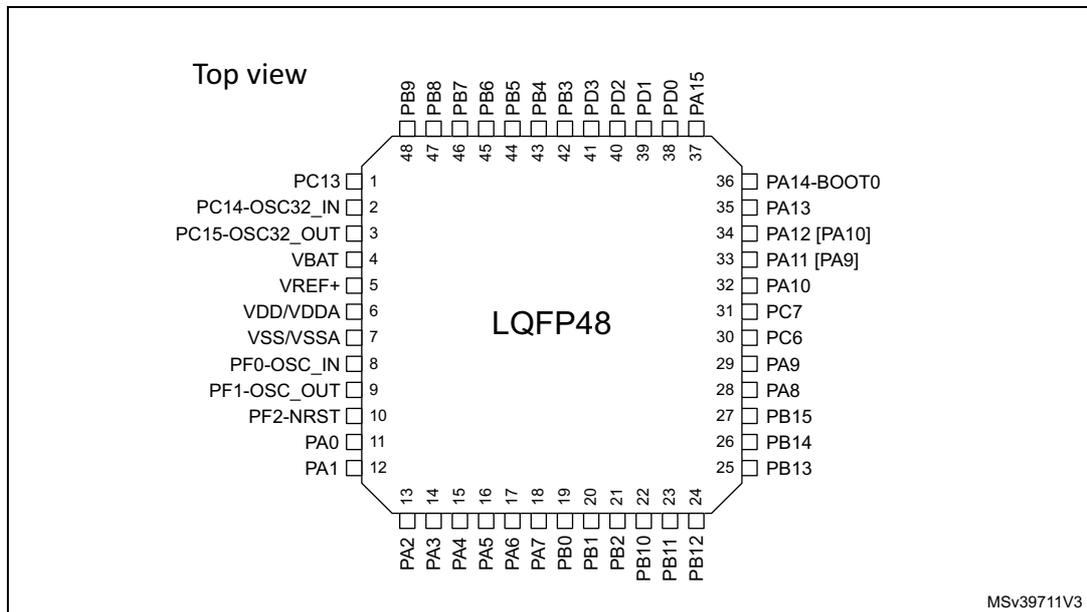 Top view
PB9
PB8
PB7
PB6
PB5
PB4
PB3
PD3
PD2
PD1
PD0
PA15
48
47
46
45
44
43
42
41
40
39
38
37
PC13 1
PC14-OSC32_IN 2
PC15-OSC32_OUT 3
VBAT 4
VREF+ 5
VDD/VDDA 6
VSS/VSSA 7
PF0-OSC_IN 8
PF1-OSC_OUT 9
PF2-NRST 10
PA0 11
PA1 12
LQFP48
36 PA14-BOOT0
35 PA13
34 PA12 [PA10]
33 PA11 [PA9]
32 PA10
31 PC7
30 PC6
29 PA9
28 PA8
27 PB15
26 PB14
25 PB13
13
14
15
16
17
18
19
20
21
22
23
24
PA2
PA3
PA4
PA5
PA6
PA7
PB0
PB1
PB2
PB10
PB11
PB12
MSv39711V3